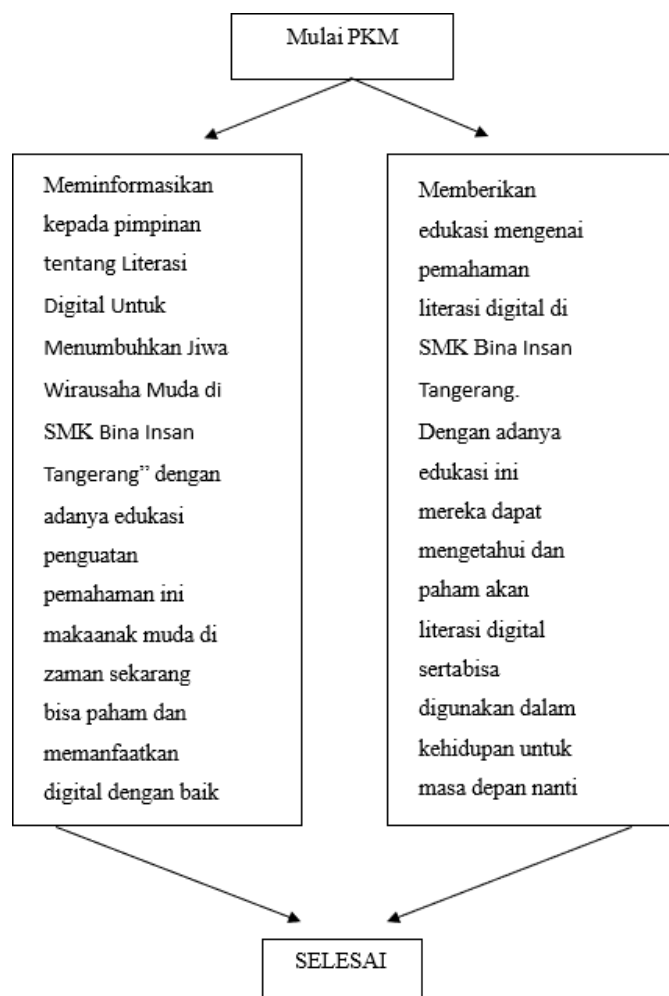 Mulai PKM
Meminformasikan
kepada pimpinan
tentang Literasi
Digital Untuk
Menumbuhkan Jiwa
Wirausaha Muda di
SMK Bina Insan
Tangerang” dengan
adanya edukasi
penguatan
pemahaman ini
makaanak muda di
zaman sekarang
bisa paham dan
memanfaatkan
digital dengan baik
Memberikan
edukasi mengenai
pemahaman
literasi digital di
SMK Bina Insan
Tangerang.
Dengan adanya
edukasi ini
mereka dapat
mengetahui dan
paham akan
literasi digital
sertabisa
digunakan dalam
kehidupan untuk
masa depan nanti
SELESAI